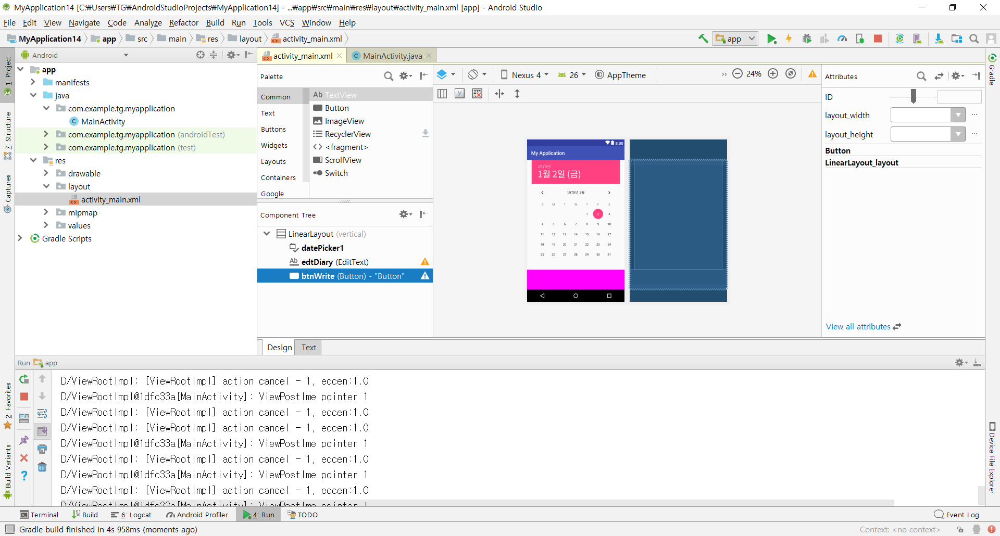 MyApplication14 [C:₩Users₩TG₩AndroidStudioProjects₩MyApplication14] - ...₩app₩src₩main₩res₩layout₩activity_main.xml [app] - Android Studio
File Edit View Navigate Code Analyze Refactor Build Run Tools VCS Window Help
MyApplication14 app src main res layout activity_main.xml app
1: Project
7: Structure
Captures
2: Favorites
Build Variants
Android
app
manifests
java
com.example.tg.myapplication
MainActivity
com.example.tg.myapplication (androidTest)
com.example.tg.myapplication (test)
res
drawable
layout
activity_main.xml
mipmap
values
Gradle Scripts
activity_main.xml MainActivity.java
Palette
Common
Text
Buttons
Widgets
Layouts
Containers
Google
Ab TextView
Button
ImageView
RecyclerView
<fragment>
ScrollView
Switch
Component Tree
LinearLayout (vertical)
datePicker1
Ab edtDiary (EditText)
btnWrite (Button) - "Button"
Nexus 4 26 AppTheme 24%
8:00
My Application
1970년
1월 2일 (금)
1970년 1월
S M T W T F S
1 2 3
4 5 6 7 8 9 10
11 12 13 14 15 16 17
18 19 20 21 22 23 24
25 26 27 28 29 30 31
Attributes
ID
layout_width
layout_height
Button
LinearLayout_layout
View all attributes
Gradle
Device File Explorer
Design Text
Run app
D/ViewRootImpl: [ViewRootImpl] action cancel - 1, eccen:1.0
D/ViewRootImpl@1dfc33a[MainActivity]: ViewPostIme pointer 1
D/ViewRootImpl: [ViewRootImpl] action cancel - 1, eccen:1.0
D/ViewRootImpl: [ViewRootImpl] action cancel - 1, eccen:1.0
D/ViewRootImpl@1dfc33a[MainActivity]: ViewPostIme pointer 1
D/ViewRootImpl: [ViewRootImpl] action cancel - 1, eccen:1.0
D/ViewRootImpl@1dfc33a[MainActivity]: ViewPostIme pointer 1
D/ViewRootImpl: [ViewRootImpl] action cancel - 1, eccen:1.0
D/ViewRootImpl@1dfc33a[MainActivity]: ViewPostIme pointer 1
Terminal Build 6: Logcat Android Profiler 4: Run TODO Event Log
Gradle build finished in 4s 958ms (moments ago) Context: <no context>